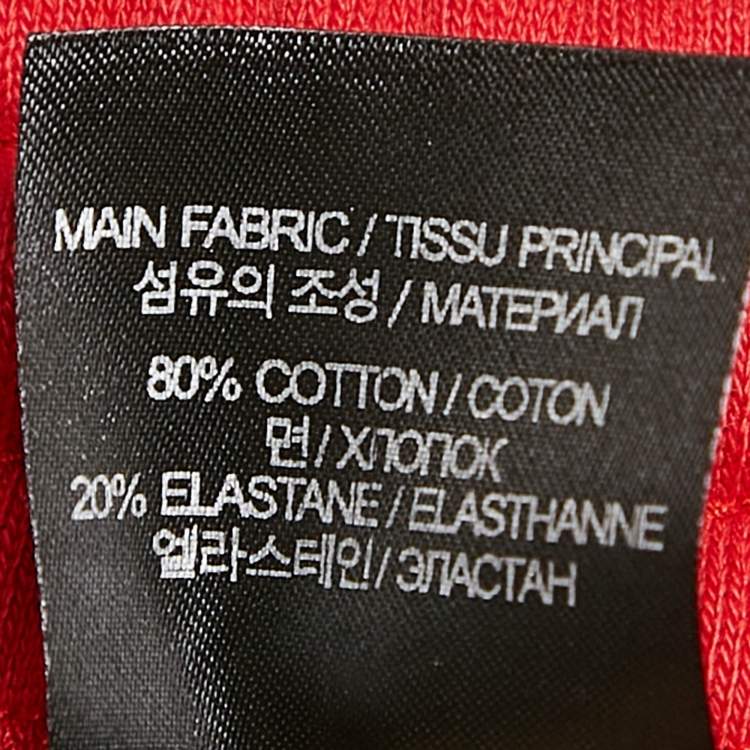 MAIN FABRIC / TISSU PRINCIPAL
섬유의 조성 / МАТЕРИАЛ
80% COTTON / COTON
면 / ХЛОПОК
20% ELASTANE / ELASTHANNE
엘라스테인 / ЭЛАСТАН